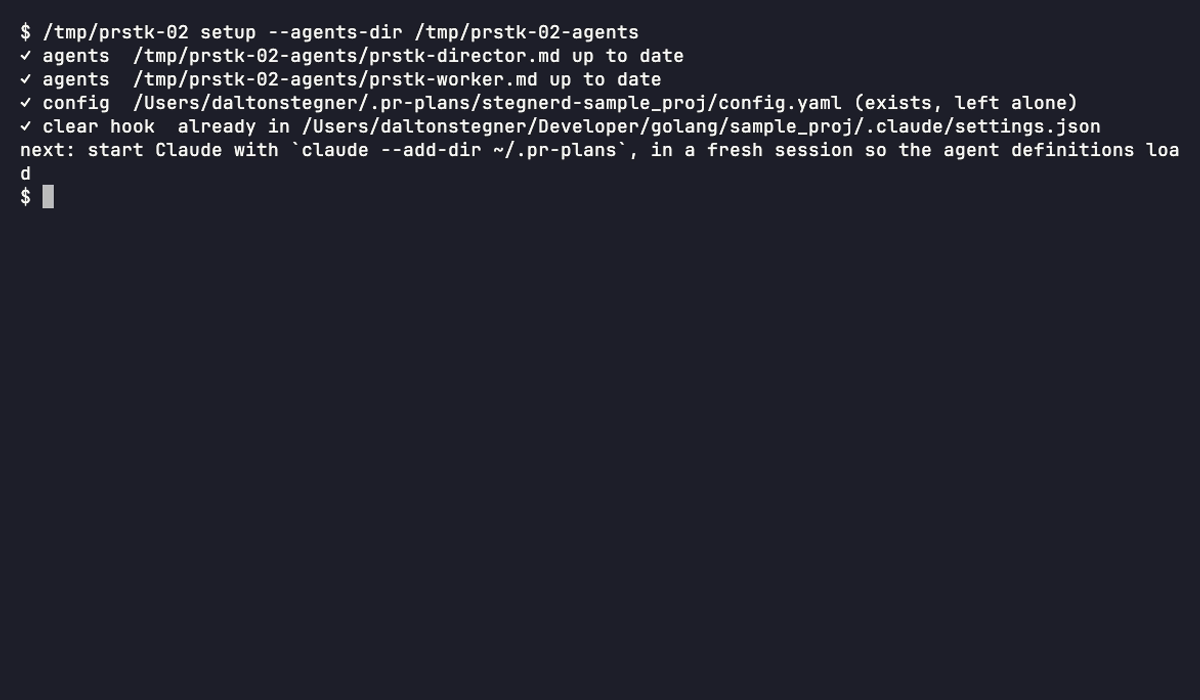 $ /tmp/prstk-02 setup --agents-dir /tmp/prstk-02-agents
✓ agents  /tmp/prstk-02-agents/prstk-director.md up to date
✓ agents  /tmp/prstk-02-agents/prstk-worker.md up to date
✓ config  /Users/daltonstegner/.pr-plans/stegnerd-sample_proj/config.yaml (exists, left alone)
✓ clear hook  already in /Users/daltonstegner/Developer/golang/sample_proj/.claude/settings.json
next: start Claude with `claude --add-dir ~/.pr-plans`, in a fresh session so the agent definitions loa
d
$